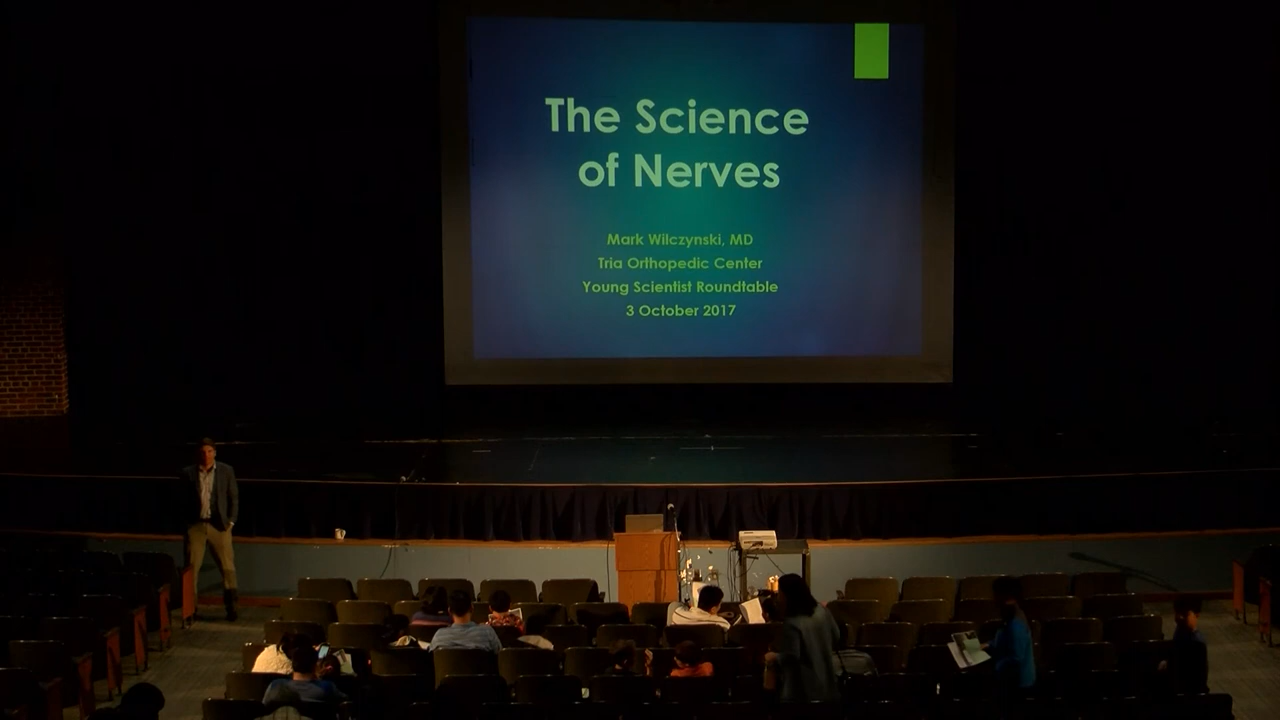 The Science
of Nerves
Mark Wilczynski, MD
Tria Orthopedic Center
Young Scientist Roundtable
3 October 2017